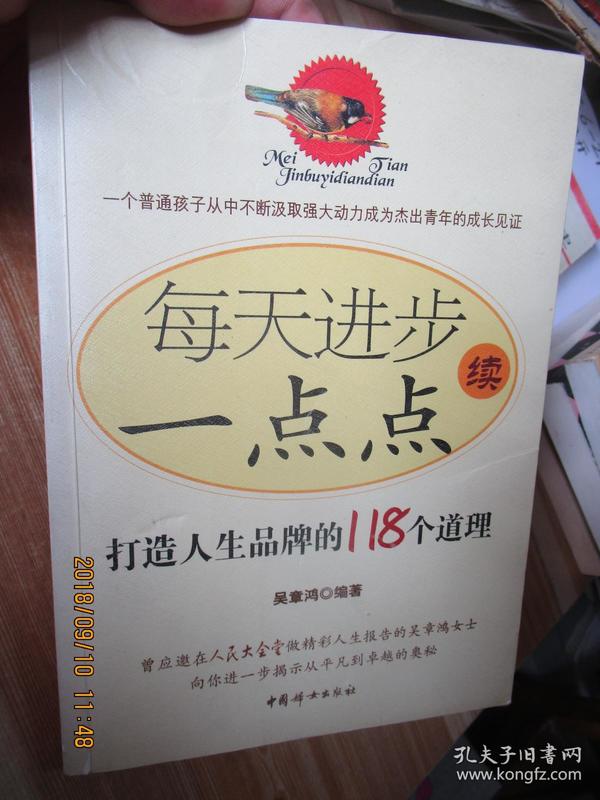 Mei Tian
Jinbuyidiandian
一个普通孩子从中不断汲取强大动力成为杰出青年的成长见证
每天进步
一点点
续
打造人生品牌的118个道理
吴章鸿◎编著
曾应邀在人民大会堂做精彩人生报告的吴章鸿女士
向你进一步揭示从平凡到卓越的奥秘
中国妇女出版社
2018/09/10 11:48
孔夫子旧书网
www.kongfz.com